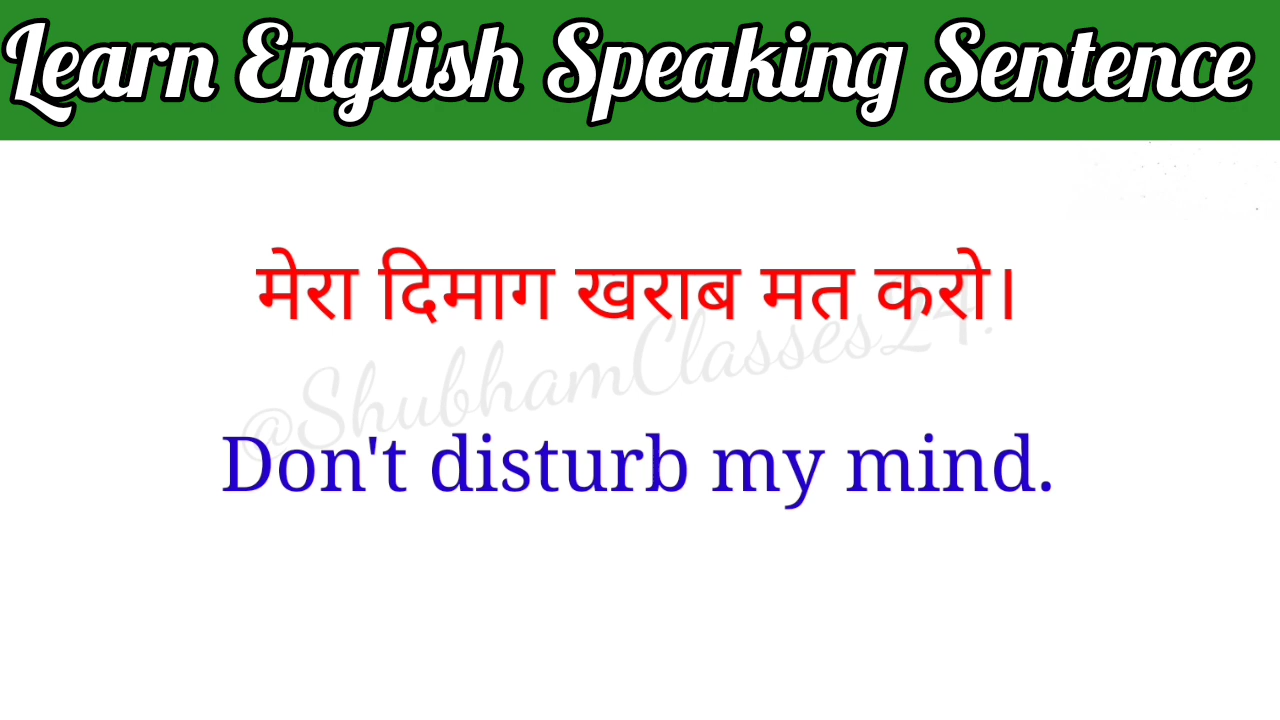 Learn English Speaking Sentence
मेरा दिमाग खराब मत करो।
@ShubhamClasses24.
Don't disturb my mind.